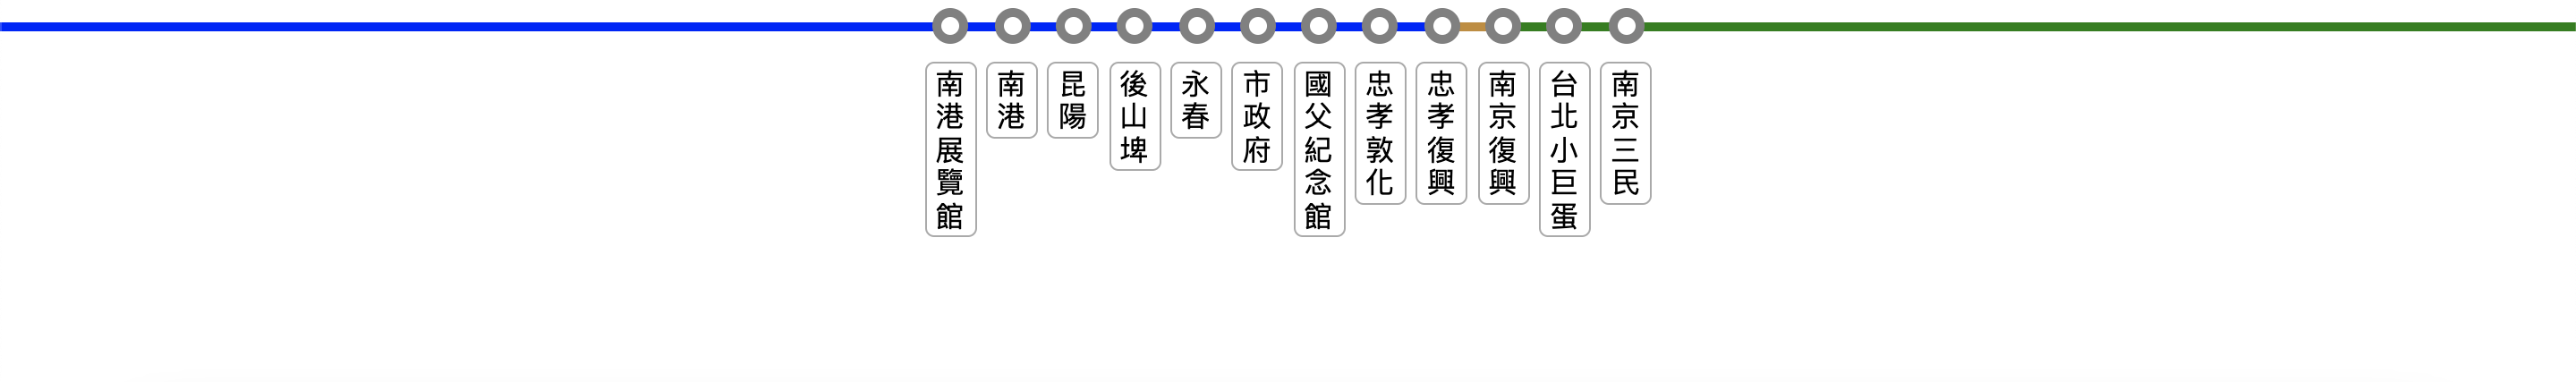 南港展覽館
南港
昆陽
後山埤
永春
市政府
國父紀念館
忠孝敦化
忠孝復興
南京復興
台北小巨蛋
南京三民